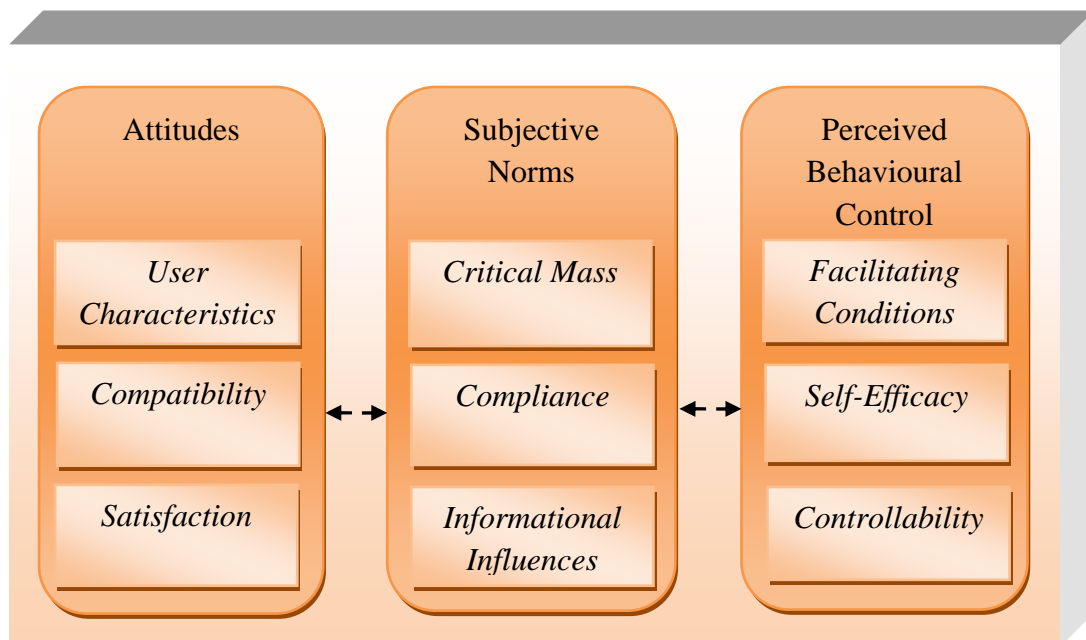 Attitudes
User
Characteristics
Compatibility
Satisfaction
Subjective
Norms
Critical Mass
Compliance
Informational
Influences
Perceived
Behavioural
Control
Facilitating
Conditions
Self-Efficacy
Controllability